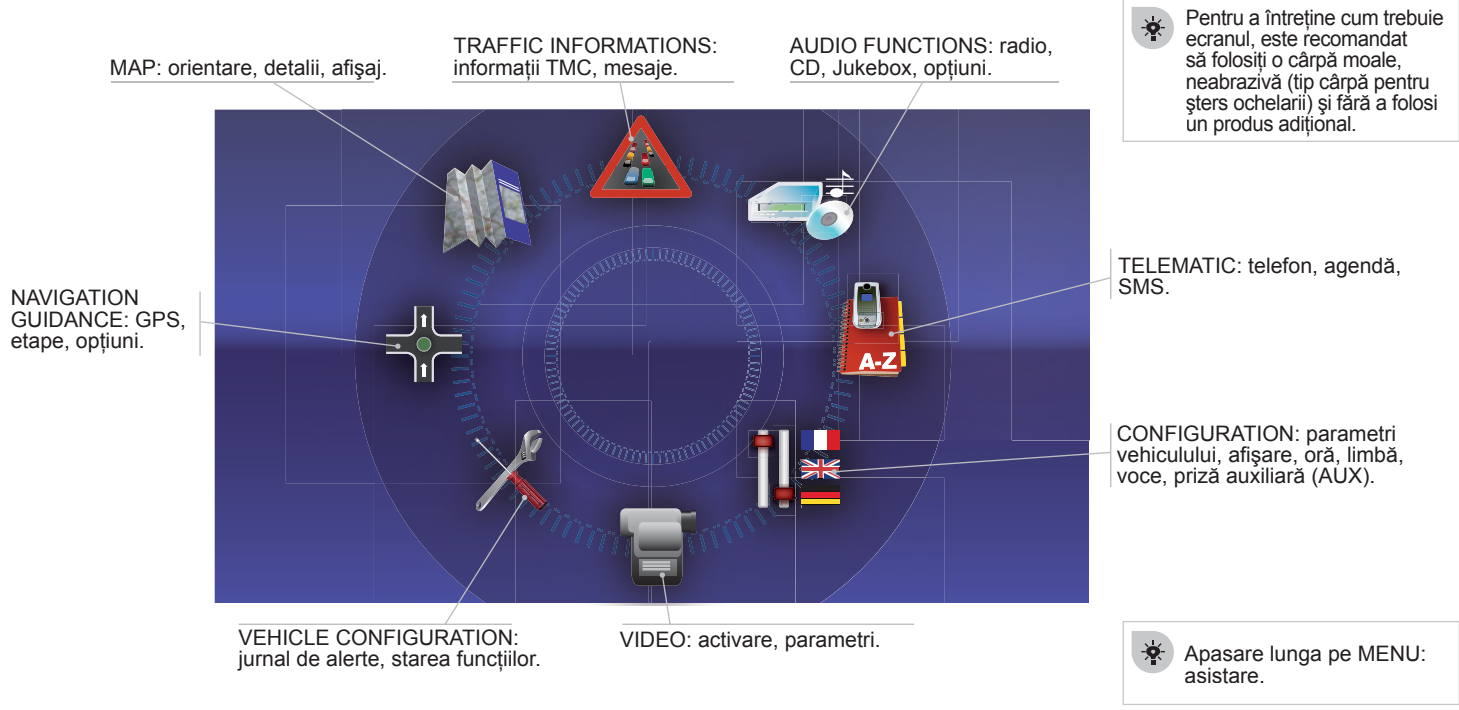 MAP: orientare, detalii, afişaj.
TRAFFIC INFORMATIONS:
informații TMC, mesaje.
AUDIO FUNCTIONS: radio,
CD, Jukebox, opțiuni.
Pentru a întreține cum trebuie
ecranul, este recomandat
să folosiți o cârpă moale,
neabrazivă (tip cârpă pentru
şters ochelarii) şi fără a folosi
un produs adițional.
NAVIGATION
GUIDANCE: GPS,
etape, opțiuni.
TELEMATIC: telefon, agendă,
SMS.
A-Z
CONFIGURATION: parametri
vehiculului, afişare, oră, limbă,
voce, priză auxiliară (AUX).
VEHICLE CONFIGURATION:
jurnal de alerte, starea funcțiilor.
VIDEO: activare, parametri.
Apasare lunga pe MENU:
asistare.